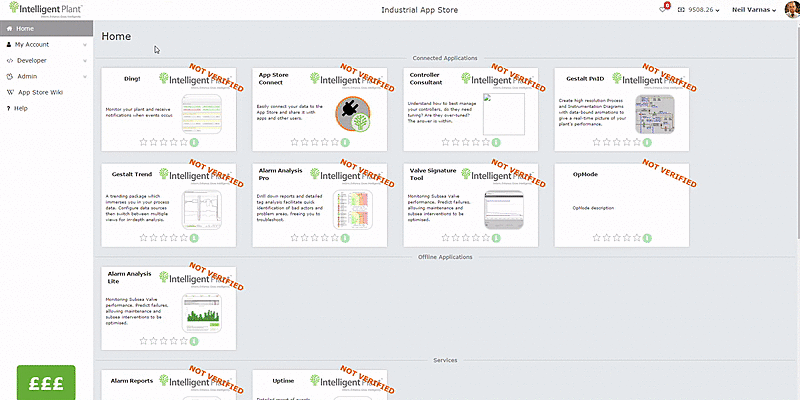 Intelligent Plant
Industrial App Store
0
9508.26
Neil Varnas
Home
My Account
Developer
Admin
App Store Wiki
Help
Home
Connected Applications
Ding!
Intelligent Plant
NOT VERIFIED
Monitor your plant and receive
notifications when events occur
App Store
Connect
Intelligent Plant
NOT VERIFIED
Easily connect your data to the
App Store and share it with
apps and other users.
Controller
Consultant
Intelligent Plant
NOT VERIFIED
Understand how to best manage
your controllers, do they need
tuning? Are they over-tuned?
The answer is within.
Gestalt PnID
Intelligent Plant
NOT VERIFIED
Create high resolution Process
and Instrumentation Diagrams
with data-bound animations to
give a real-time picture of your
plant's performance.
Gestalt Trend
Intelligent Plant
NOT VERIFIED
A trending package which
immerses you in your process
data. Configure data sources
then switch between multiple
views for in-depth analysis.
Alarm Analysis
Pro
Intelligent Plant
NOT VERIFIED
Drill down reports and detailed
tag analysis facilitate quick
identification of bad actors and
problem areas, freeing you to
troubleshoot.
Valve Signature
Tool
Intelligent Plant
NOT VERIFIED
Monitoring Subsea Valve
performance. Predict failures,
allowing maintenance and
subsea interventions to be
optimised.
OpMode
NOT VERIFIED
OpMode description
Offline Applications
Alarm Analysis
Lite
Intelligent Plant
NOT VERIFIED
Monitoring Subsea Valve
performance. Predict failures,
allowing maintenance and
subsea interventions to be
optimised.
Services
Alarm Reports
Intelligent Plant
NOT VERIFIED
Uptime
Intelligent Plant
NOT VERIFIED
£££